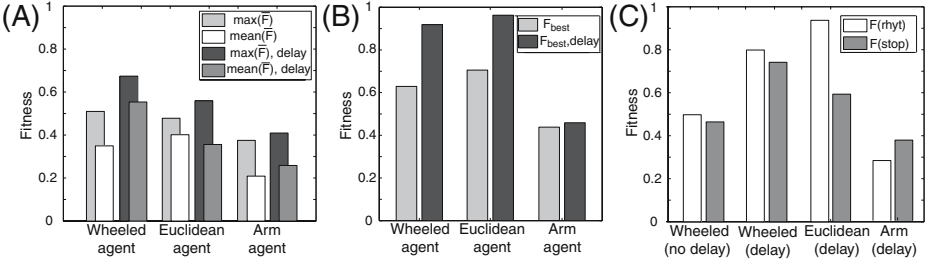 (A)
1
0.8
0.6
0.4
0.2
0
Fitness
max(F̅)
mean(F̅)
max(F̅), delay
mean(F̅), delay
Wheeled agent
Euclidean agent
Arm agent
(B)
1
0.8
0.6
0.4
0.2
0
Fitness
F_best
F_best, delay
Wheeled agent
Euclidean agent
Arm agent
(C)
1
0.8
0.6
0.4
0.2
0
Fitness
F(rhyt)
F(stop)
Wheeled (no delay)
Wheeled (delay)
Euclidean (delay)
Arm (delay)